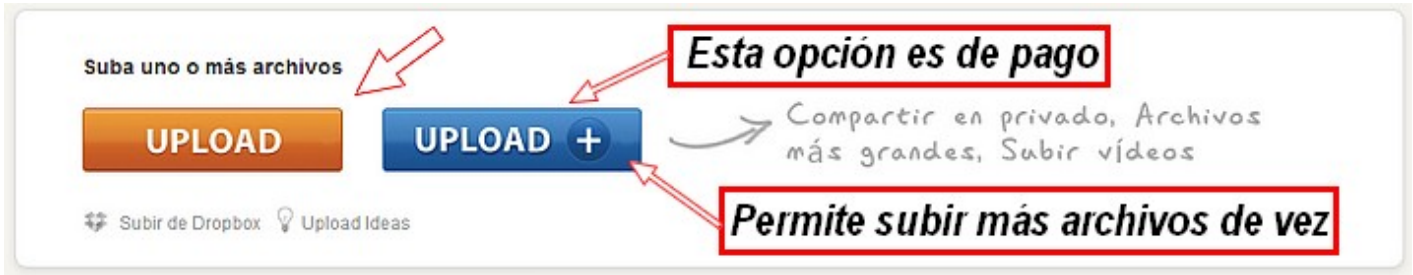 Suba uno o más archivos
Esta opción es de pago
UPLOAD
UPLOAD +
Compartir en privado, Archivos
más grandes, Subir vídeos
Subir de Dropbox
Upload Ideas
Permite subir más archivos de vez